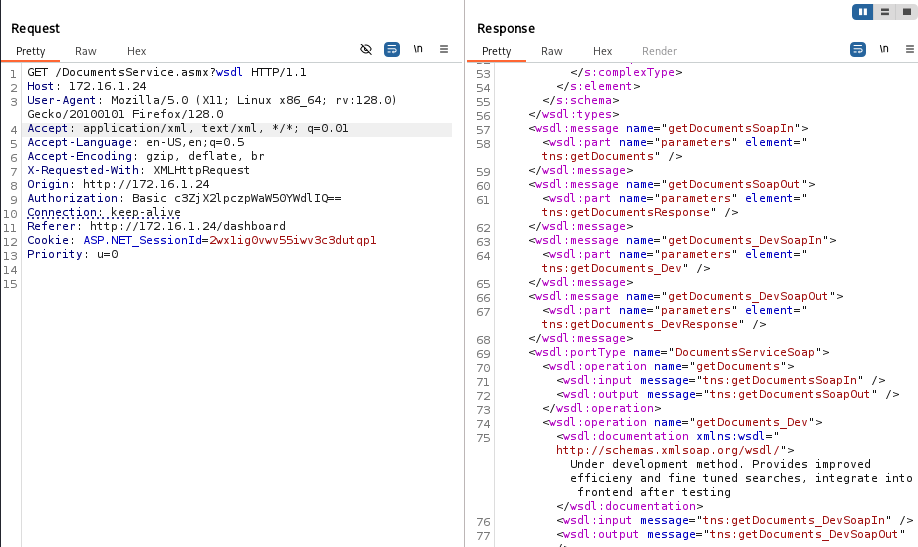 Request
Pretty Raw Hex \n
1 GET /DocumentsService.asmx?wsdl HTTP/1.1
2 Host: 172.16.1.24
3 User-Agent: Mozilla/5.0 (X11; Linux x86_64; rv:128.0)
Gecko/20100101 Firefox/128.0
4 Accept: application/xml, text/xml, */*; q=0.01
5 Accept-Language: en-US,en;q=0.5
6 Accept-Encoding: gzip, deflate, br
7 X-Requested-With: XMLHttpRequest
8 Origin: http://172.16.1.24
9 Authorization: Basic c3ZjX2lpczpWaW50YWdlIQ==
10 Connection: keep-alive
11 Referer: http://172.16.1.24/dashboard
12 Cookie: ASP.NET_SessionId=2wx1ig0vwv55iwv3c3dutqp1
13 Priority: u=0
14
15
Response
Pretty Raw Hex Render \n
53 </s:complexType>
54 </s:element>
55 </s:schema>
56 </wsdl:types>
57 <wsdl:message name="getDocumentsSoapIn">
58 <wsdl:part name="parameters" element="
tns:getDocuments" />
59 </wsdl:message>
60 <wsdl:message name="getDocumentsSoapOut">
61 <wsdl:part name="parameters" element="
tns:getDocumentsResponse" />
62 </wsdl:message>
63 <wsdl:message name="getDocuments_DevSoapIn">
64 <wsdl:part name="parameters" element="
tns:getDocuments_Dev" />
65 </wsdl:message>
66 <wsdl:message name="getDocuments_DevSoapOut">
67 <wsdl:part name="parameters" element="
tns:getDocuments_DevResponse" />
68 </wsdl:message>
69 <wsdl:portType name="DocumentsServiceSoap">
70 <wsdl:operation name="getDocuments">
71 <wsdl:input message="tns:getDocumentsSoapIn" />
72 <wsdl:output message="tns:getDocumentsSoapOut" />
73 </wsdl:operation>
74 <wsdl:operation name="getDocuments_Dev">
75 <wsdl:documentation xmlns:wsdl="
http://schemas.xmlsoap.org/wsdl/">
Under development method. Provides improved
efficieny and fine tuned searches, integrate into
frontend after testing
</wsdl:documentation>
76 <wsdl:input message="tns:getDocuments_DevSoapIn" />
77 <wsdl:output message="tns:getDocuments_DevSoapOut"